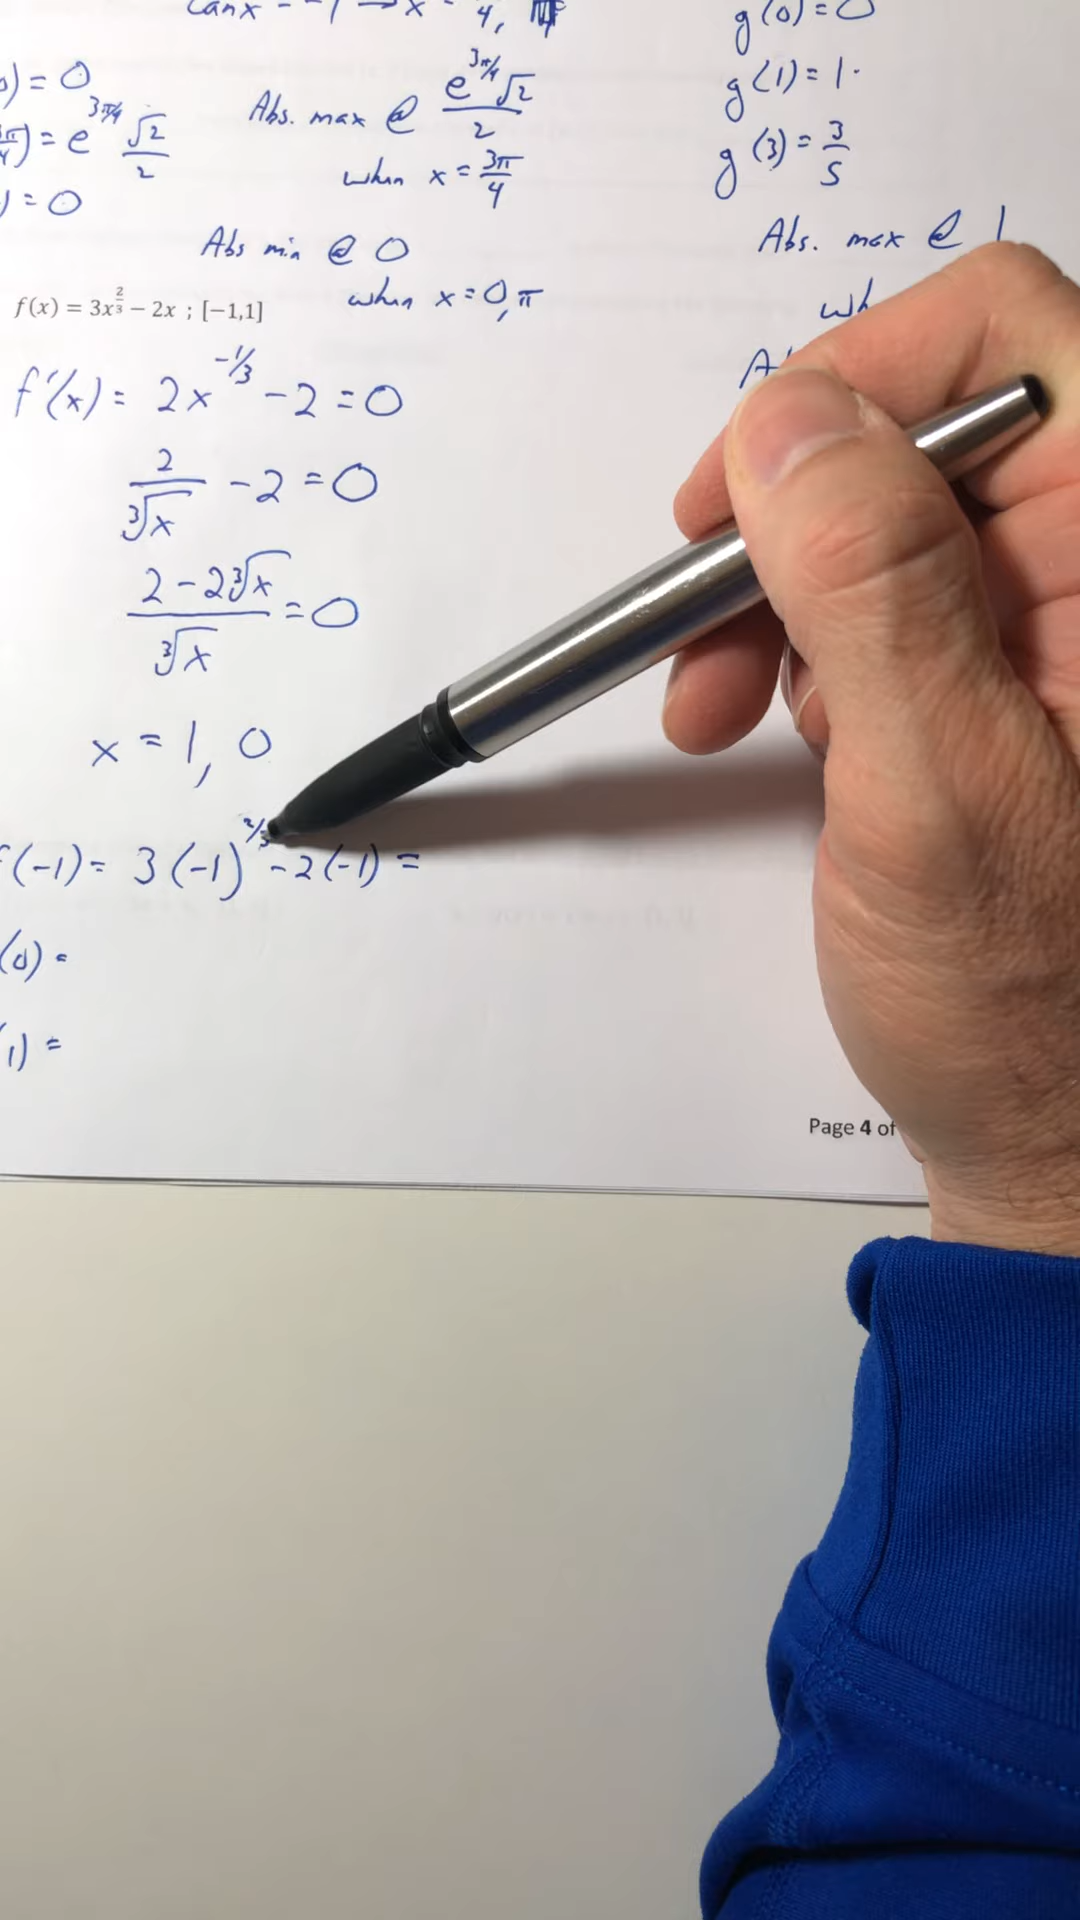 tanx = -1 → x = 3π/4,
g(0) = 0
) = 0
g(1) = 1.
3π/4) = e^{3π/4} √2/2
Abs. max @ e^{3π/4}√2/2
g(3) = 3/5
when x = 3π/4
) = 0
Abs. max @ 1
Abs min @ 0
when x = 0, π
wh
f(x) = 3x^{2/3} − 2x ; [−1,1]
A
f'(x) = 2x^{-1/3} - 2 = 0
2/∛x - 2 = 0
(2 - 2∛x)/∛x = 0
x = 1, 0
f(-1) = 3(-1)^{2/3} - 2(-1) =
(0) =
1) =
Page 4 of